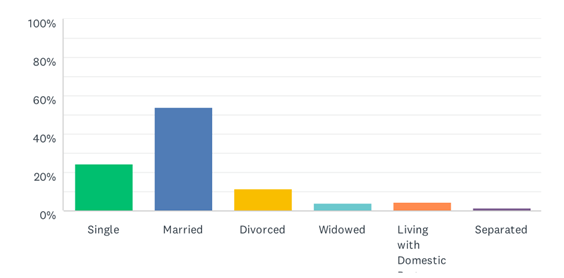 100%
80%
60%
40%
20%
0%
Single
Married
Divorced
Widowed
Living
with
Domestic
Separated